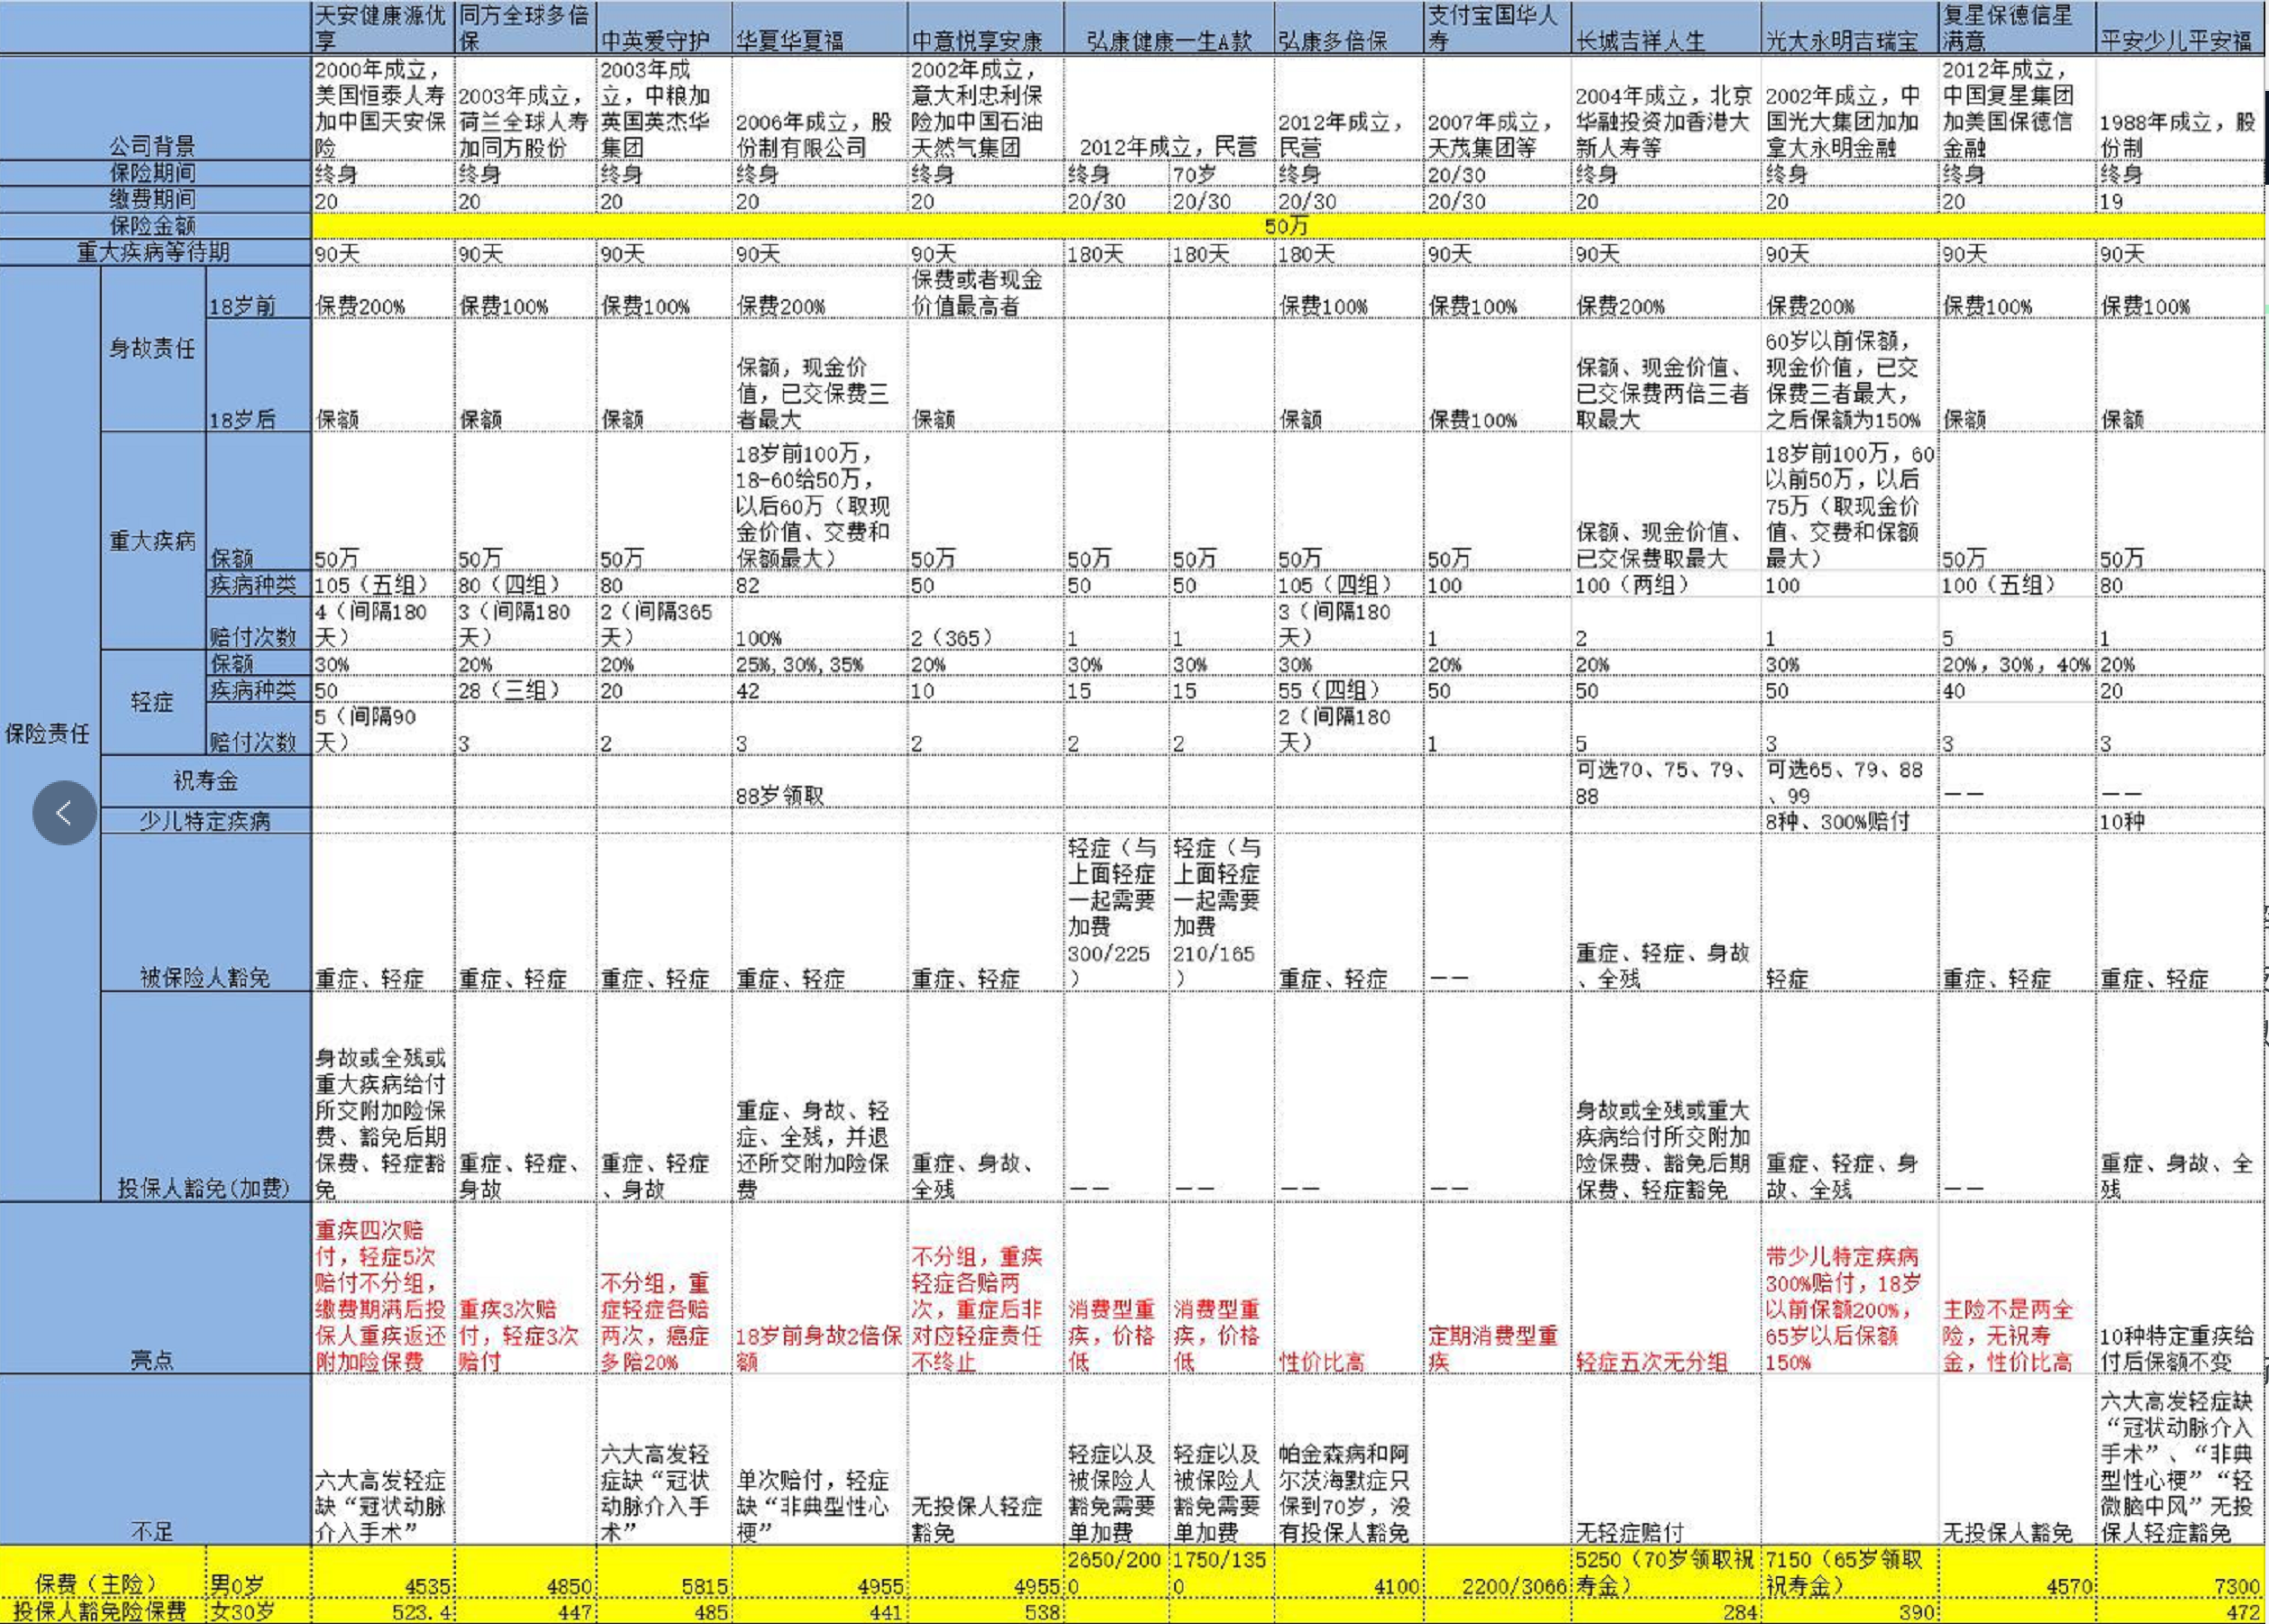 天安健康源优享 同方全球多倍保 中英爱守护 华夏华夏福 中意悦享安康 弘康健康一生A款 弘康多倍保 支付宝国华人寿 长城吉祥人生 光大永明吉瑞宝 复星保德信星满意 平安少儿平安福
公司背景 2000年成立，美国恒泰人寿加中国天安保险 2003年成立，荷兰全球人寿加同方股份 2003年成立，中粮加英国英杰华集团 2006年成立，股份制有限公司 2002年成立，意大利忠利保险加中国石油天然气集团 2012年成立，民营 2012年成立，民营 2007年成立，天茂集团等 2004年成立，北京华融投资加香港大新人寿等 2002年成立，中国光大集团加加拿大永明金融 2012年成立，中国复星集团加美国保德信金融 1988年成立，股份制
保险期间 终身 终身 终身 终身 终身 终身 70岁 终身 20/30 终身 终身 终身 终身
缴费期间 20 20 20 20 20 20/30 20/30 20/30 20/30 20 20 20 19
保险金额 50万
重大疾病等待期 90天 90天 90天 90天 90天 180天 180天 180天 90天 90天 90天 90天 90天
保险责任
身故责任
18岁前 保费200% 保费100% 保费100% 保费200% 保费或者现金价值最高者 保费100% 保费100% 保费200% 保费200% 保费100% 保费100%
18岁后 保额 保额 保额 保额，现金价值，已交保费三者最大 保额 保额 保费100% 保额、现金价值、已交保费两倍三者取最大 60岁以前保额，现金价值，已交保费三者最大，之后保额为150% 保额 保额
重大疾病
保额 50万 50万 50万 18岁前100万，18-60给50万，以后60万（取现金价值、交费和保额最大） 50万 50万 50万 50万 50万 保额、现金价值、已交保费取最大 18岁前100万，60以前50万，以后75万（取现金价值、交费和保额最大） 50万 50万
疾病种类 105（五组） 80（四组） 80 82 50 50 50 105（四组） 100 100（两组） 100 100（五组） 80
赔付次数 4（间隔180天） 3（间隔180天） 2（间隔365天） 100% 2（365） 1 1 3（间隔180天） 1 2 1 5 1
轻症
保额 30% 20% 20% 25%,30%,35% 20% 30% 30% 30% 20% 20% 30% 20%，30%，40% 20%
疾病种类 50 28（三组） 20 42 10 15 15 55（四组） 50 50 50 40 20
赔付次数 5（间隔90天） 3 2 3 2 2 2 2（间隔180天） 1 5 3 3 3
祝寿金 88岁领取 可选70、75、79、88 可选65、79、88、99 —— ——
少儿特定疾病 8种、300%赔付 10种
被保险人豁免 重症、轻症 重症、轻症 重症、轻症 重症、轻症 重症、轻症 轻症（与上面轻症一起需要加费300/225） 轻症（与上面轻症一起需要加费210/165） 重症、轻症 —— 重症、轻症、身故、全残 轻症 重症、轻症 重症、轻症
投保人豁免(加费) 身故或全残或重大疾病给付所交附加险保费、豁免后期保费、轻症豁免 重症、轻症、身故 重症、轻症、身故 重症、身故、轻症、全残，并退还所交附加险保费 重症、身故、全残 —— —— —— —— 身故或全残或重大疾病给付所交附加险保费、豁免后期保费、轻症豁免 重症、轻症、身故、全残 —— 重症、身故、全残
亮点 重疾四次赔付，轻症5次赔付不分组，缴费期满后投保人重疾返还附加险保费 重疾3次赔付，轻症3次赔付 不分组，重症轻症各赔两次，癌症多陪20% 18岁前身故2倍保额 不分组，重疾轻症各赔两次，重症后非对应轻症责任不终止 消费型重疾，价格低 消费型重疾，价格低 性价比高 定期消费型重疾 轻症五次无分组 带少儿特定疾病300%赔付，18岁以前保额200%，65岁以后保额150% 主险不是两全险，无祝寿金，性价比高 10种特定重疾给付后保额不变
不足 六大高发轻症缺“冠状动脉介入手术” 六大高发轻症缺“冠状动脉介入手术” 单次赔付，轻症缺“非典型性心梗” 无投保人轻症豁免 轻症以及被保险人豁免需要单加费 轻症以及被保险人豁免需要单加费 帕金森病和阿尔茨海默症只保到70岁，没有投保人豁免 无轻症赔付 无投保人豁免 六大高发轻症缺“冠状动脉介入手术”、“非典型性心梗”“轻微脑中风”无投保人轻症豁免
保费（主险） 男0岁 4535 4850 5815 4955 4955 2650/2000 1750/1350 4100 2200/3066 5250（70岁领取祝寿金） 7150（65岁领取祝寿金） 4570 7300
投保人豁免险保费 女30岁 523.4 447 485 441 538 284 390 472